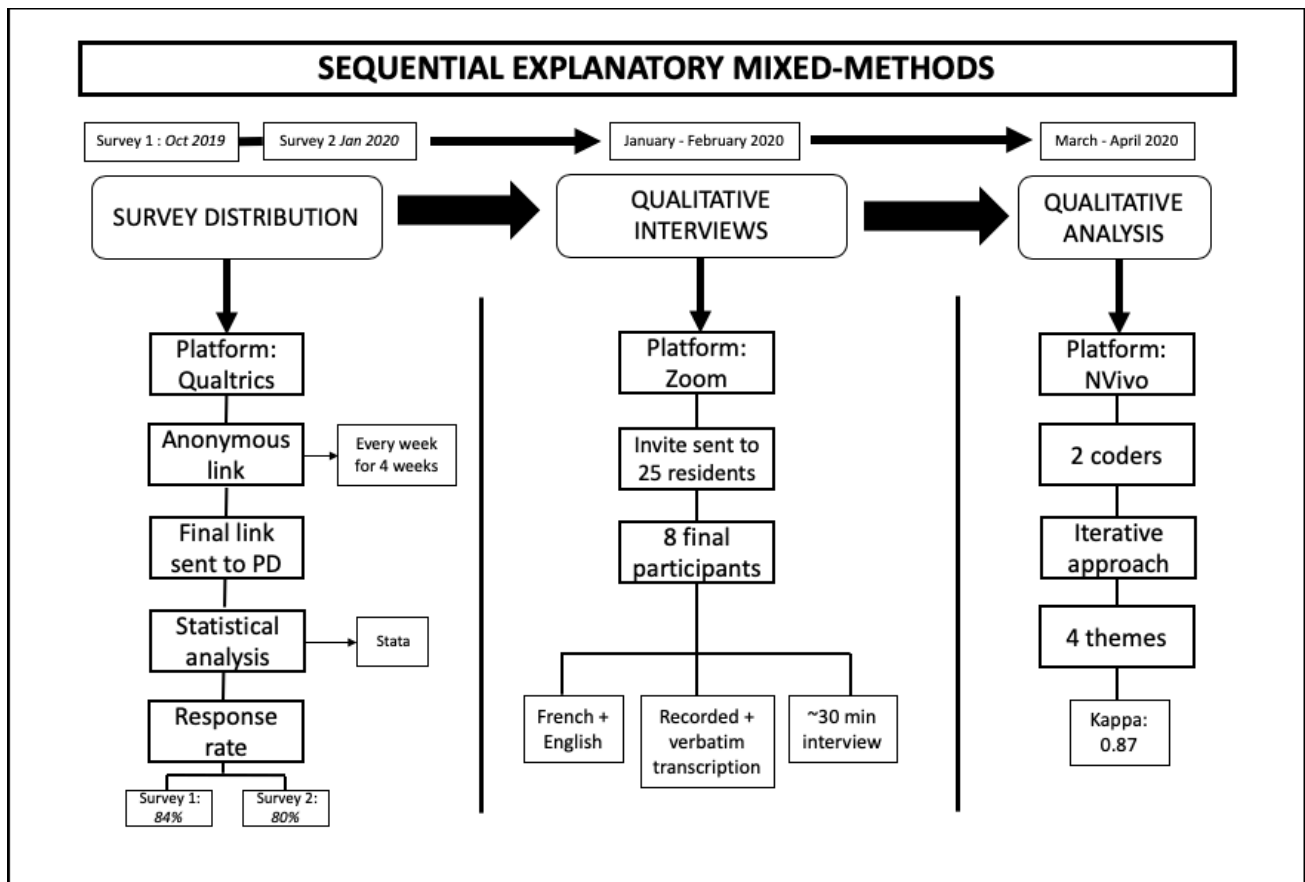 SEQUENTIAL EXPLANATORY MIXED-METHODS
Survey 1 : Oct 2019
Survey 2 Jan 2020
January - February 2020
March - April 2020
SURVEY DISTRIBUTION
QUALITATIVE
INTERVIEWS
QUALITATIVE
ANALYSIS
Platform:
Qualtrics
Anonymous
link
Every week
for 4 weeks
Final link
sent to PD
Statistical
analysis
Stata
Response
rate
Survey 1:
84%
Survey 2:
80%
Platform:
Zoom
Invite sent to
25 residents
8 final
participants
French +
English
Recorded +
verbatim
transcription
~30 min
interview
Platform:
NVivo
2 coders
Iterative
approach
4 themes
Kappa:
0.87